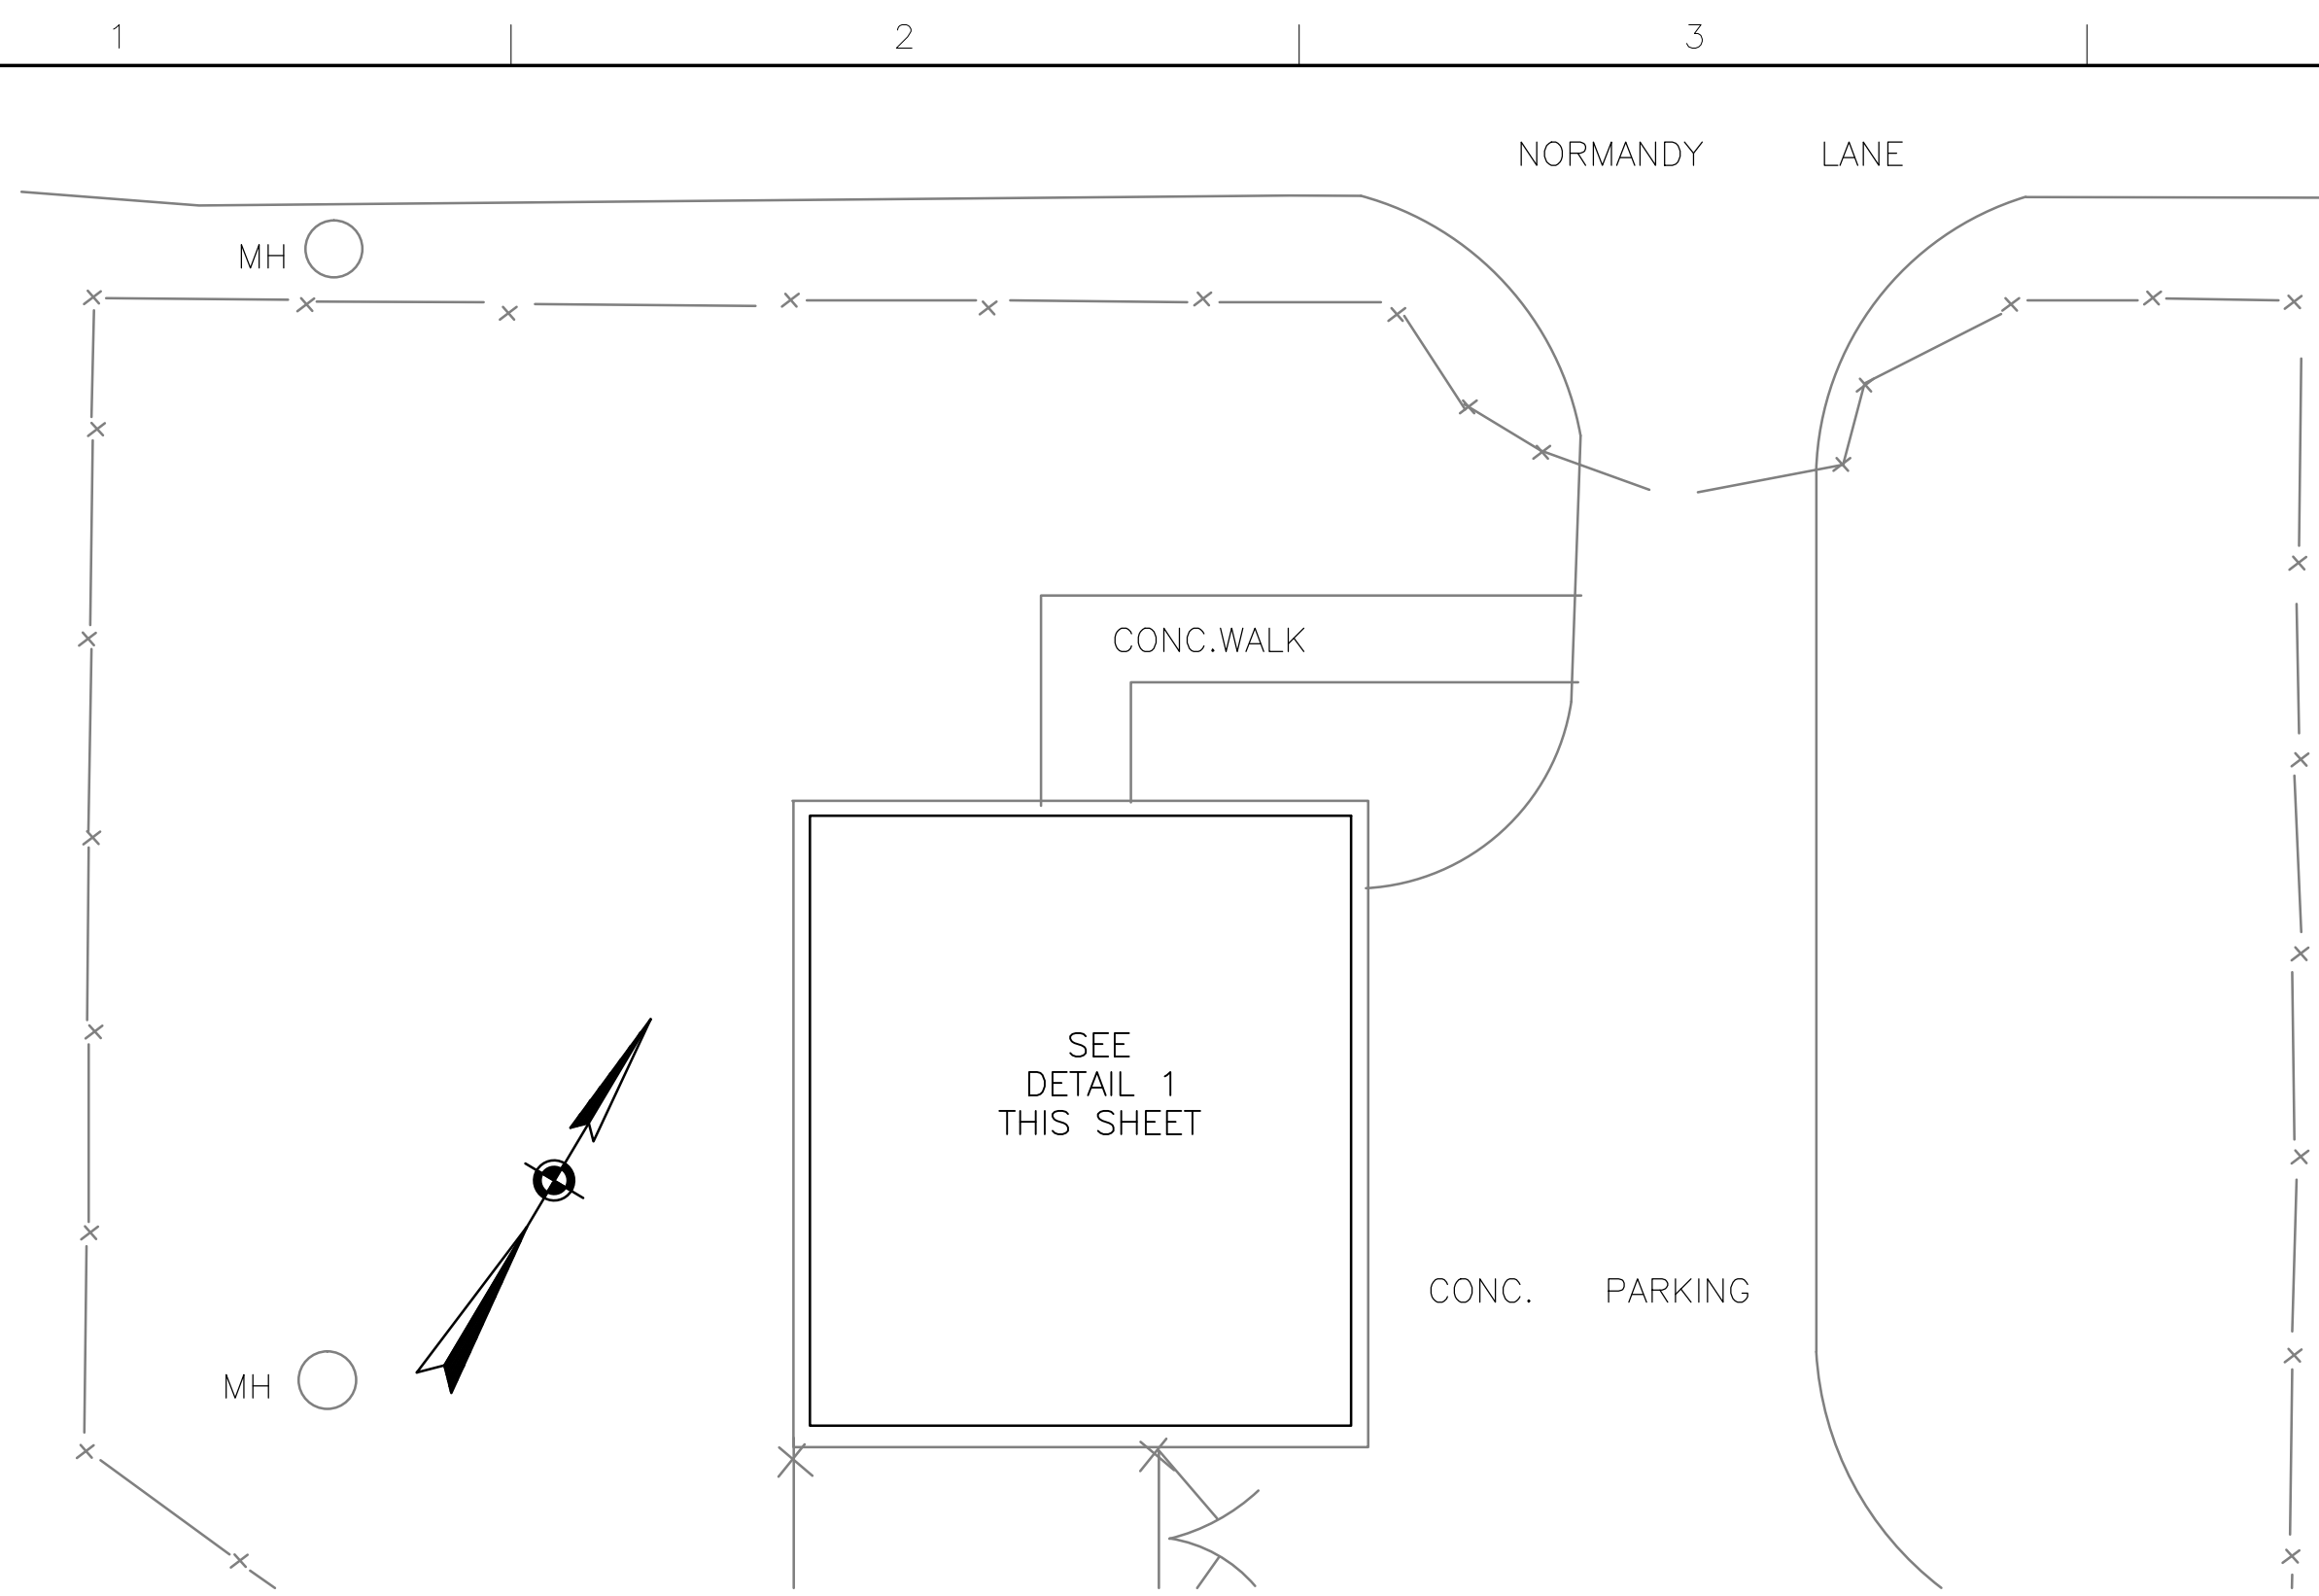 1 2 3
NORMANDY LANE
MH
CONC.WALK
SEE
DETAIL 1
THIS SHEET
CONC. PARKING
MH